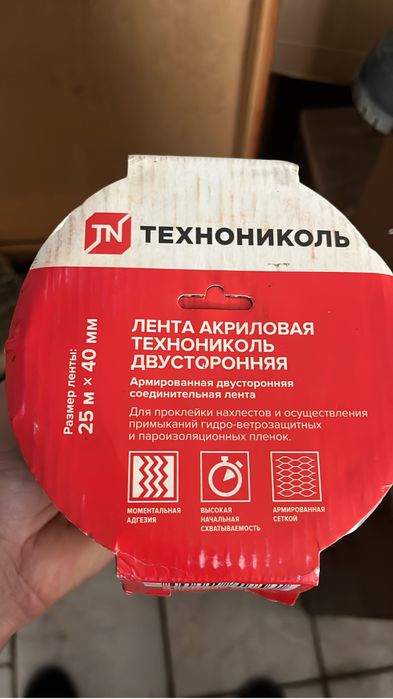 TN ТЕХНОНИКОЛЬ
Размер ленты:
25 м × 40 мм
ЛЕНТА АКРИЛОВАЯ
ТЕХНОНИКОЛЬ
ДВУСТОРОННЯЯ
Армированная двусторонняя
соединительная лента
Для проклейки нахлестов и осуществления
примыканий гидро-ветрозащитных
и пароизоляционных пленок.
МОМЕНТАЛЬНАЯ
АДГЕЗИЯ
ВЫСОКАЯ
НАЧАЛЬНАЯ
СХВАТЫВАЕМОСТЬ
АРМИРОВАННАЯ
СЕТКОЙ